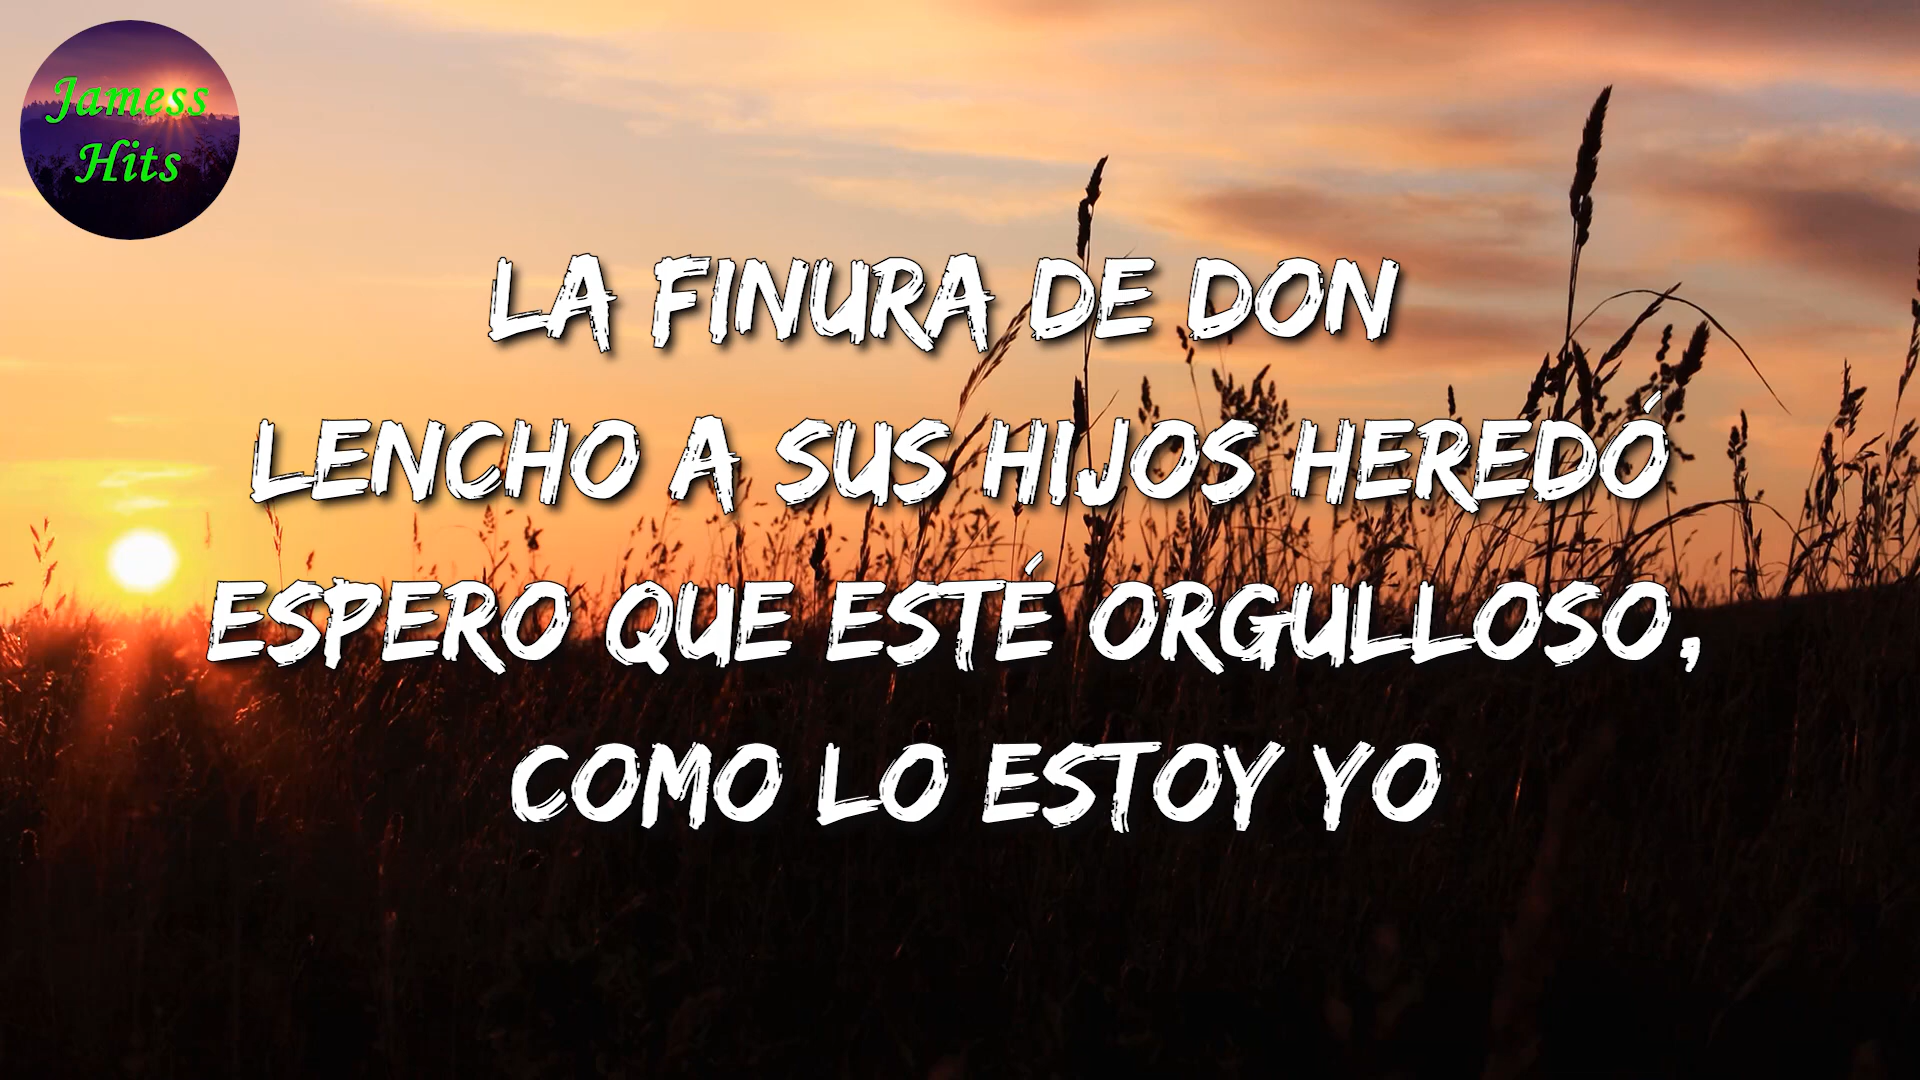 Jamess
Hits
LA FINURA DE DON
LENCHO A SUS HIJOS HEREDÓ
ESPERO QUE ESTÉ ORGULLOSO,
COMO LO ESTOY YO